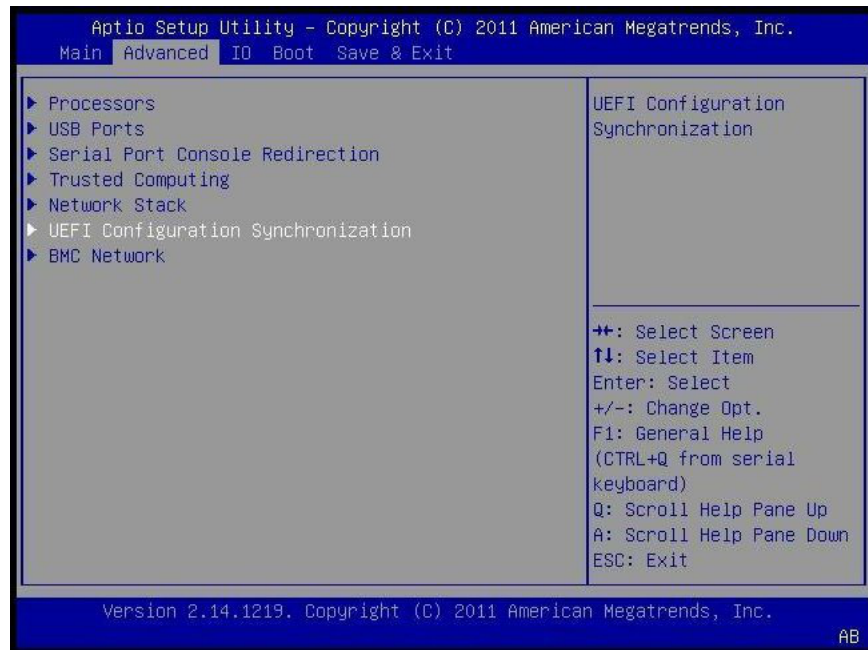 Aptio Setup Utility – Copyright (C) 2011 American Megatrends, Inc.
Main Advanced IO Boot Save & Exit
▶ Processors
▶ USB Ports
▶ Serial Port Console Redirection
▶ Trusted Computing
▶ Network Stack
▶ UEFI Configuration Synchronization
▶ BMC Network
UEFI Configuration
Synchronization
→←: Select Screen
↑↓: Select Item
Enter: Select
+/-: Change Opt.
F1: General Help
(CTRL+Q from serial
keyboard)
Q: Scroll Help Pane Up
A: Scroll Help Pane Down
ESC: Exit
Version 2.14.1219. Copyright (C) 2011 American Megatrends, Inc.
AB